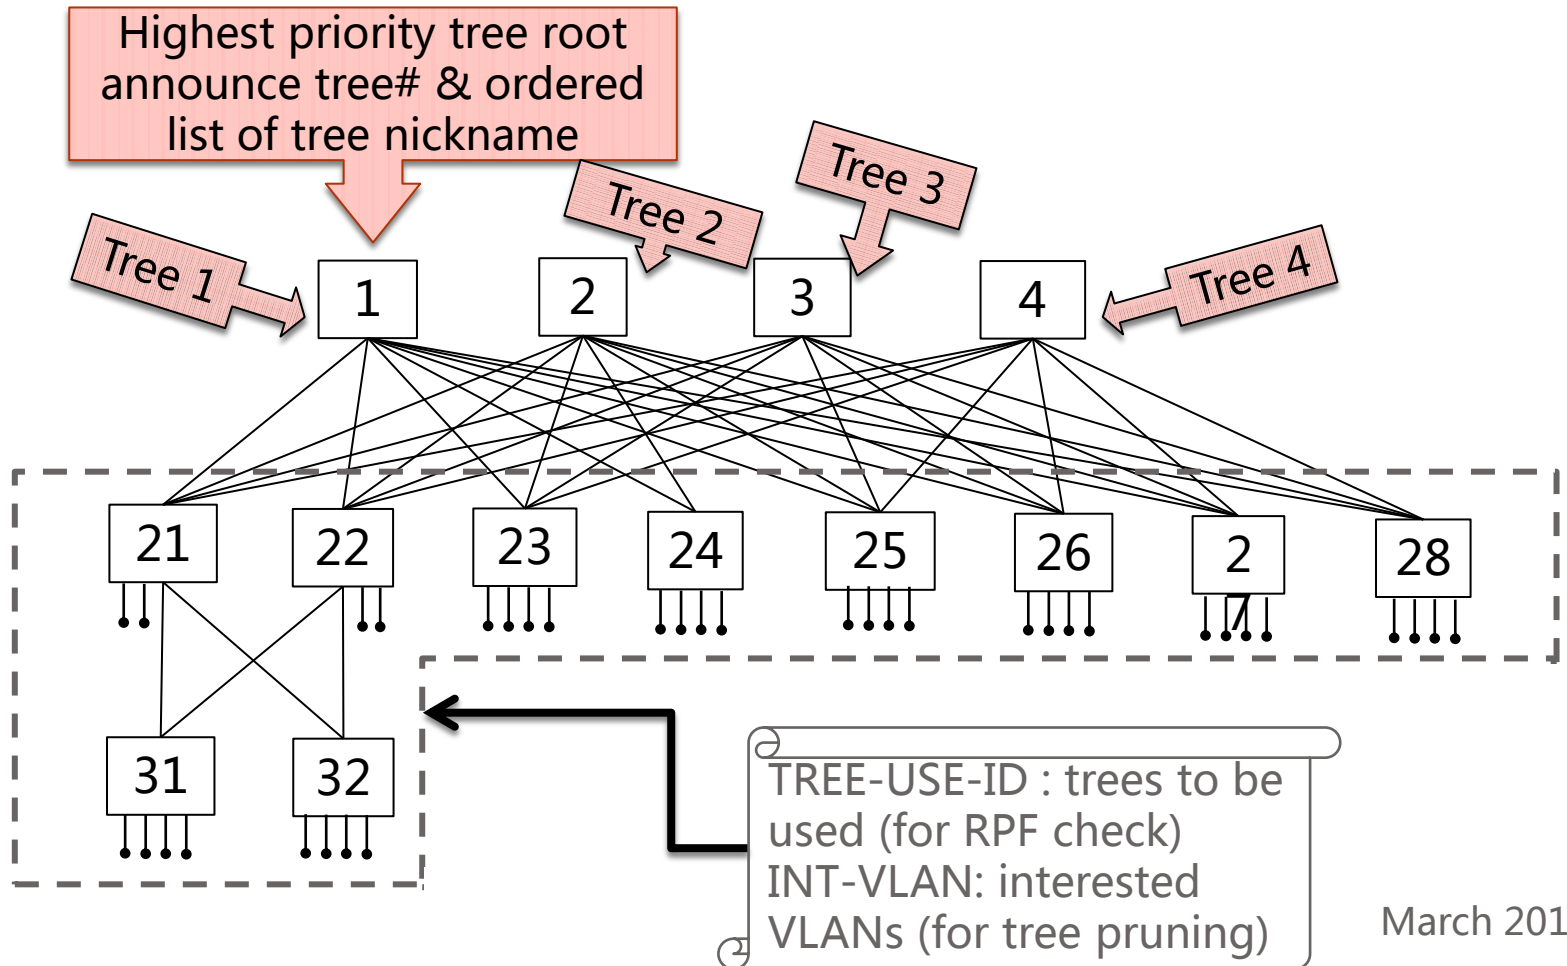 Highest priority tree root
announce tree# & ordered
list of tree nickname
Tree 1
Tree 2
Tree 3
Tree 4
1
2
3
4
21
22
23
24
25
26
2
7
28
31
32
TREE-USE-ID : trees to be
used (for RPF check)
INT-VLAN: interested
VLANs (for tree pruning)
March 201